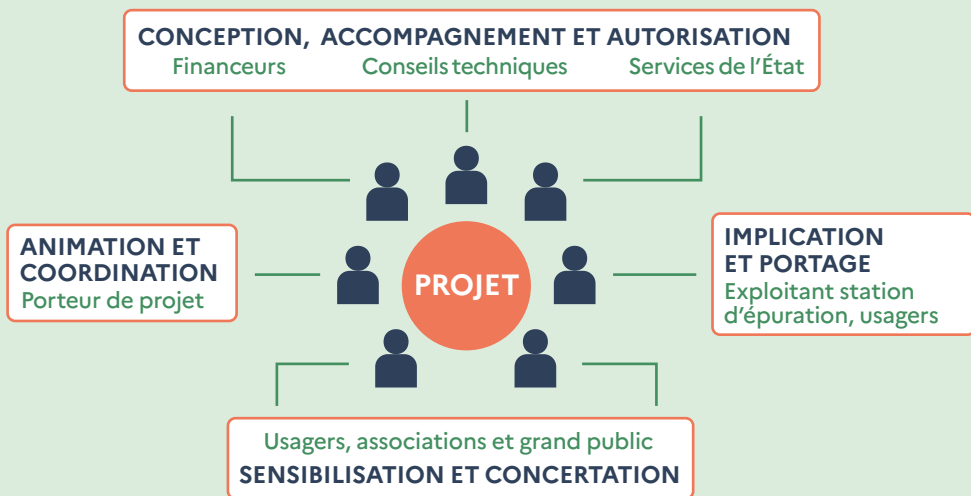 CONCEPTION, ACCOMPAGNEMENT ET AUTORISATION
Financeurs Conseils techniques Services de l'État
ANIMATION ET
COORDINATION
Porteur de projet
PROJET
IMPLICATION
ET PORTAGE
Exploitant station
d'épuration, usagers
Usagers, associations et grand public
SENSIBILISATION ET CONCERTATION